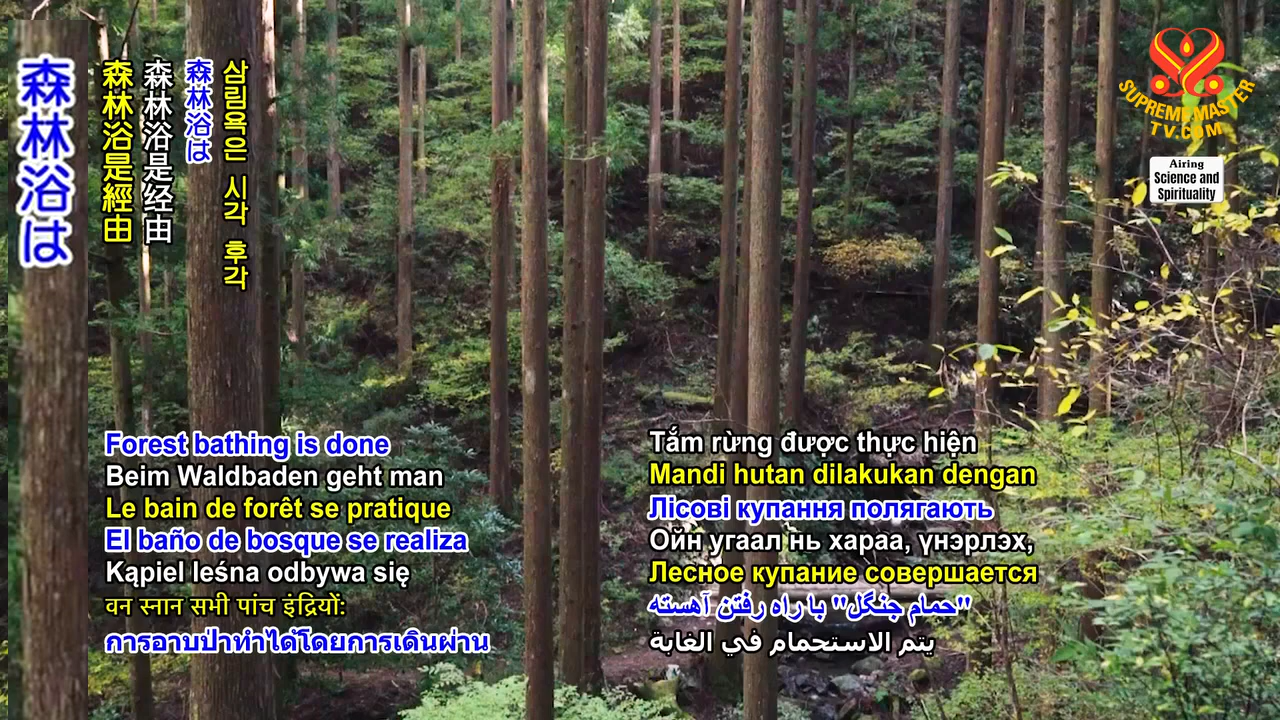 森林浴は
森林浴是經由
森林浴是经由
森林浴は
삼림욕은 시각 후각
SUPREME MASTER
TV.COM
Airing
Science and
Spirituality
Forest bathing is done
Beim Waldbaden geht man
Le bain de forêt se pratique
El baño de bosque se realiza
Kąpiel leśna odbywa się
वन स्नान सभी पांच इंद्रियों:
การอาบป่าทำได้โดยการเดินผ่าน
Tắm rừng được thực hiện
Mandi hutan dilakukan dengan
Лісові купання полягають
Ойн угаал нь хараа, үнэрлэх,
Лесное купание совершается
"حمام جنگل" با راه رفتن آهسته
يتم الاستحمام في الغابة